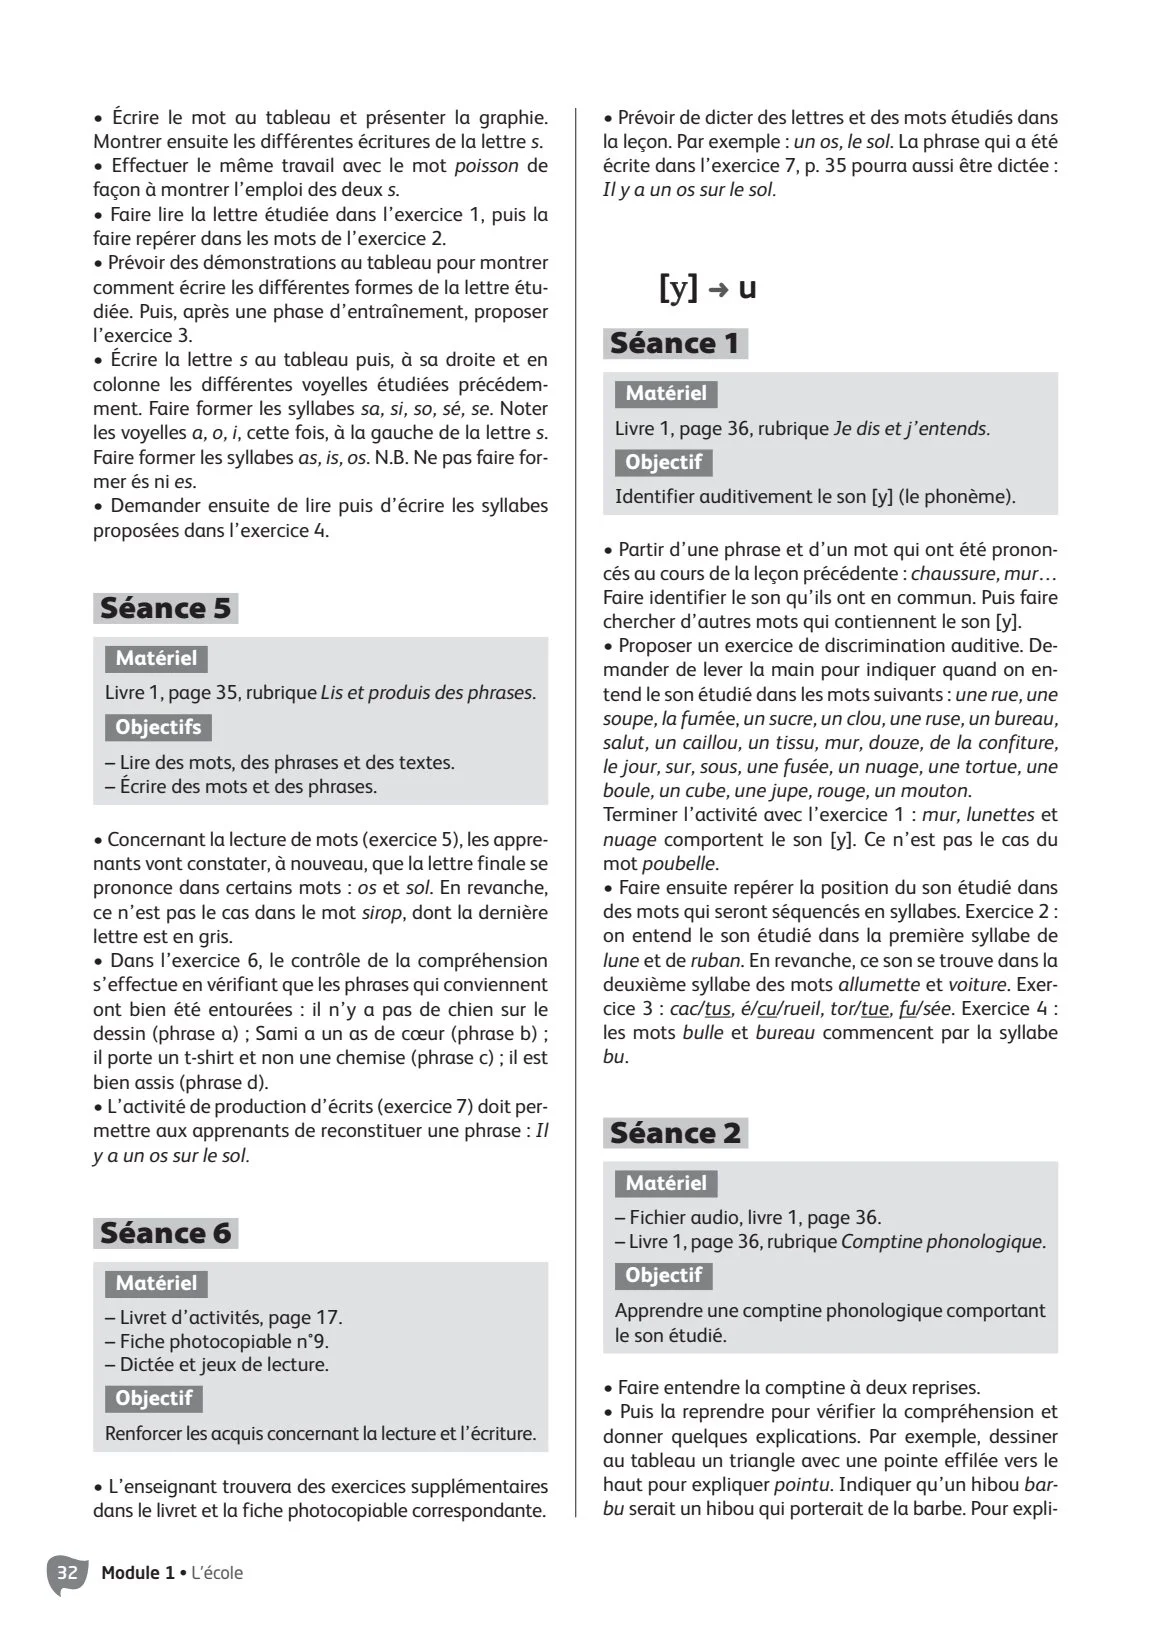 • Écrire le mot au tableau et présenter la graphie.
Montrer ensuite les différentes écritures de la lettre s.
• Effectuer le même travail avec le mot poisson de
façon à montrer l'emploi des deux s.
• Faire lire la lettre étudiée dans l'exercice 1, puis la
faire repérer dans les mots de l'exercice 2.
• Prévoir des démonstrations au tableau pour montrer
comment écrire les différentes formes de la lettre étu-
diée. Puis, après une phase d'entraînement, proposer
l'exercice 3.
• Écrire la lettre s au tableau puis, à sa droite et en
colonne les différentes voyelles étudiées précédem-
ment. Faire former les syllabes sa, si, so, sé, se. Noter
les voyelles a, o, i, cette fois, à la gauche de la lettre s.
Faire former les syllabes as, is, os. N.B. Ne pas faire for-
mer és ni es.
• Demander ensuite de lire puis d'écrire les syllabes
proposées dans l'exercice 4.
Séance 5
Matériel
Livre 1, page 35, rubrique Lis et produis des phrases.
Objectifs
– Lire des mots, des phrases et des textes.
– Écrire des mots et des phrases.
• Concernant la lecture de mots (exercice 5), les appre-
nants vont constater, à nouveau, que la lettre finale se
prononce dans certains mots : os et sol. En revanche,
ce n'est pas le cas dans le mot sirop, dont la dernière
lettre est en gris.
• Dans l'exercice 6, le contrôle de la compréhension
s'effectue en vérifiant que les phrases qui conviennent
ont bien été entourées : il n'y a pas de chien sur le
dessin (phrase a) ; Sami a un as de cœur (phrase b) ;
il porte un t-shirt et non une chemise (phrase c) ; il est
bien assis (phrase d).
• L'activité de production d'écrits (exercice 7) doit per-
mettre aux apprenants de reconstituer une phrase : Il
y a un os sur le sol.
Séance 6
Matériel
– Livret d'activités, page 17.
– Fiche photocopiable n°9.
– Dictée et jeux de lecture.
Objectif
Renforcer les acquis concernant la lecture et l'écriture.
• L'enseignant trouvera des exercices supplémentaires
dans le livret et la fiche photocopiable correspondante.
• Prévoir de dicter des lettres et des mots étudiés dans
la leçon. Par exemple : un os, le sol. La phrase qui a été
écrite dans l'exercice 7, p. 35 pourra aussi être dictée :
Il y a un os sur le sol.
[y] → u
Séance 1
Matériel
Livre 1, page 36, rubrique Je dis et j'entends.
Objectif
Identifier auditivement le son [y] (le phonème).
• Partir d'une phrase et d'un mot qui ont été pronon-
cés au cours de la leçon précédente : chaussure, mur…
Faire identifier le son qu'ils ont en commun. Puis faire
chercher d'autres mots qui contiennent le son [y].
• Proposer un exercice de discrimination auditive. De-
mander de lever la main pour indiquer quand on en-
tend le son étudié dans les mots suivants : une rue, une
soupe, la fumée, un sucre, un clou, une ruse, un bureau,
salut, un caillou, un tissu, mur, douze, de la confiture,
le jour, sur, sous, une fusée, un nuage, une tortue, une
boule, un cube, une jupe, rouge, un mouton.
Terminer l'activité avec l'exercice 1 : mur, lunettes et
nuage comportent le son [y]. Ce n'est pas le cas du
mot poubelle.
• Faire ensuite repérer la position du son étudié dans
des mots qui seront séquencés en syllabes. Exercice 2 :
on entend le son étudié dans la première syllabe de
lune et de ruban. En revanche, ce son se trouve dans la
deuxième syllabe des mots allumette et voiture. Exer-
cice 3 : cac/tus, é/cu/rueil, tor/tue, fu/sée. Exercice 4 :
les mots bulle et bureau commencent par la syllabe
bu.
Séance 2
Matériel
– Fichier audio, livre 1, page 36.
– Livre 1, page 36, rubrique Comptine phonologique.
Objectif
Apprendre une comptine phonologique comportant
le son étudié.
• Faire entendre la comptine à deux reprises.
• Puis la reprendre pour vérifier la compréhension et
donner quelques explications. Par exemple, dessiner
au tableau un triangle avec une pointe effilée vers le
haut pour expliquer pointu. Indiquer qu'un hibou bar-
bu serait un hibou qui porterait de la barbe. Pour expli-
32 Module 1 • L'école